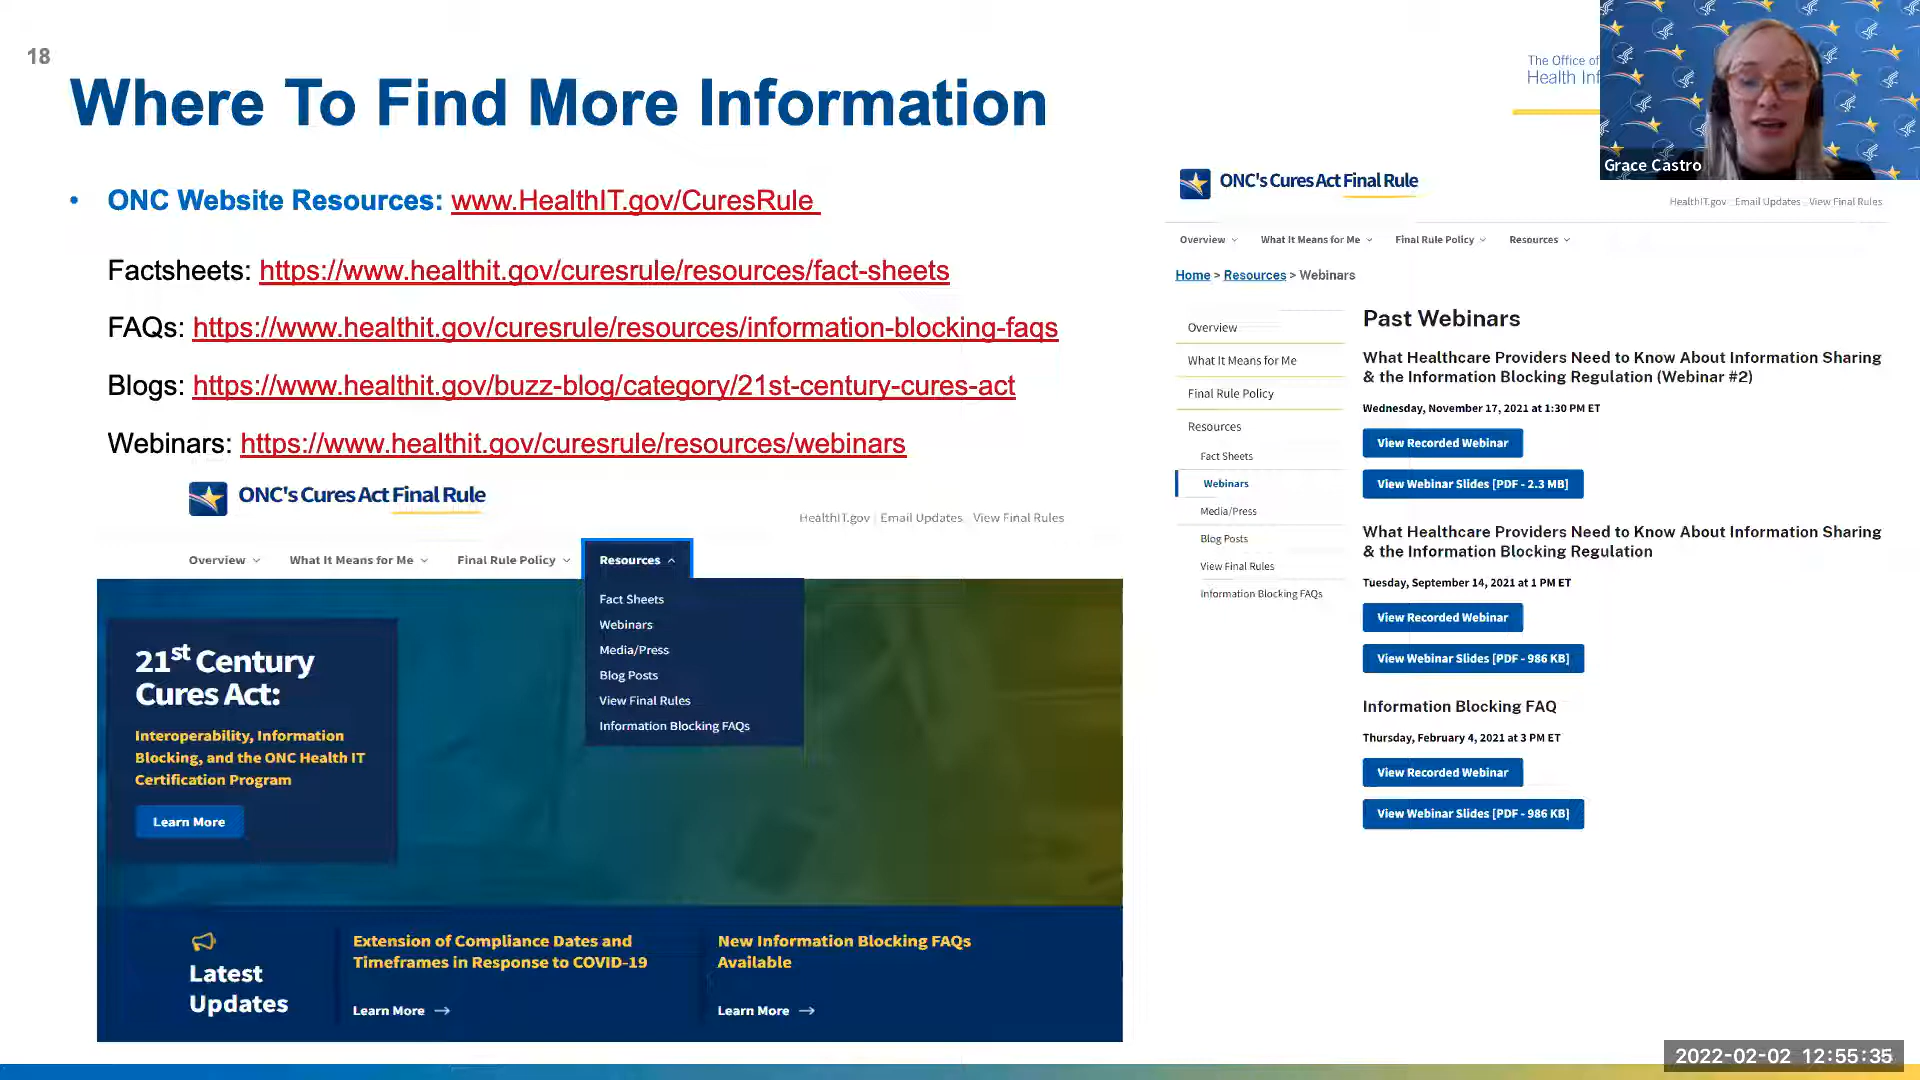 18
Where To Find More Information
The Office of
Health Inf
Grace Castro
• ONC Website Resources: www.HealthIT.gov/CuresRule
Factsheets: https://www.healthit.gov/curesrule/resources/fact-sheets
FAQs: https://www.healthit.gov/curesrule/resources/information-blocking-faqs
Blogs: https://www.healthit.gov/buzz-blog/category/21st-century-cures-act
Webinars: https://www.healthit.gov/curesrule/resources/webinars
ONC's Cures Act Final Rule
HealthIT.gov | Email Updates View Final Rules
Overview What It Means for Me Final Rule Policy Resources
Fact Sheets
Webinars
Media/Press
Blog Posts
View Final Rules
Information Blocking FAQs
21st Century
Cures Act:
Interoperability, Information
Blocking, and the ONC Health IT
Certification Program
Learn More
Latest
Updates
Extension of Compliance Dates and
Timeframes in Response to COVID-19
Learn More →
New Information Blocking FAQs
Available
Learn More →
ONC's Cures Act Final Rule
HealthIT.gov Email Updates View Final Rules
Overview What It Means for Me Final Rule Policy Resources
Home > Resources > Webinars
Overview
What It Means for Me
Final Rule Policy
Resources
Fact Sheets
Webinars
Media/Press
Blog Posts
View Final Rules
Information Blocking FAQs
Past Webinars
What Healthcare Providers Need to Know About Information Sharing
& the Information Blocking Regulation (Webinar #2)
Wednesday, November 17, 2021 at 1:30 PM ET
View Recorded Webinar
View Webinar Slides [PDF - 2.3 MB]
What Healthcare Providers Need to Know About Information Sharing
& the Information Blocking Regulation
Tuesday, September 14, 2021 at 1 PM ET
View Recorded Webinar
View Webinar Slides [PDF - 986 KB]
Information Blocking FAQ
Thursday, February 4, 2021 at 3 PM ET
View Recorded Webinar
View Webinar Slides [PDF - 986 KB]
2022-02-02 12:55:35